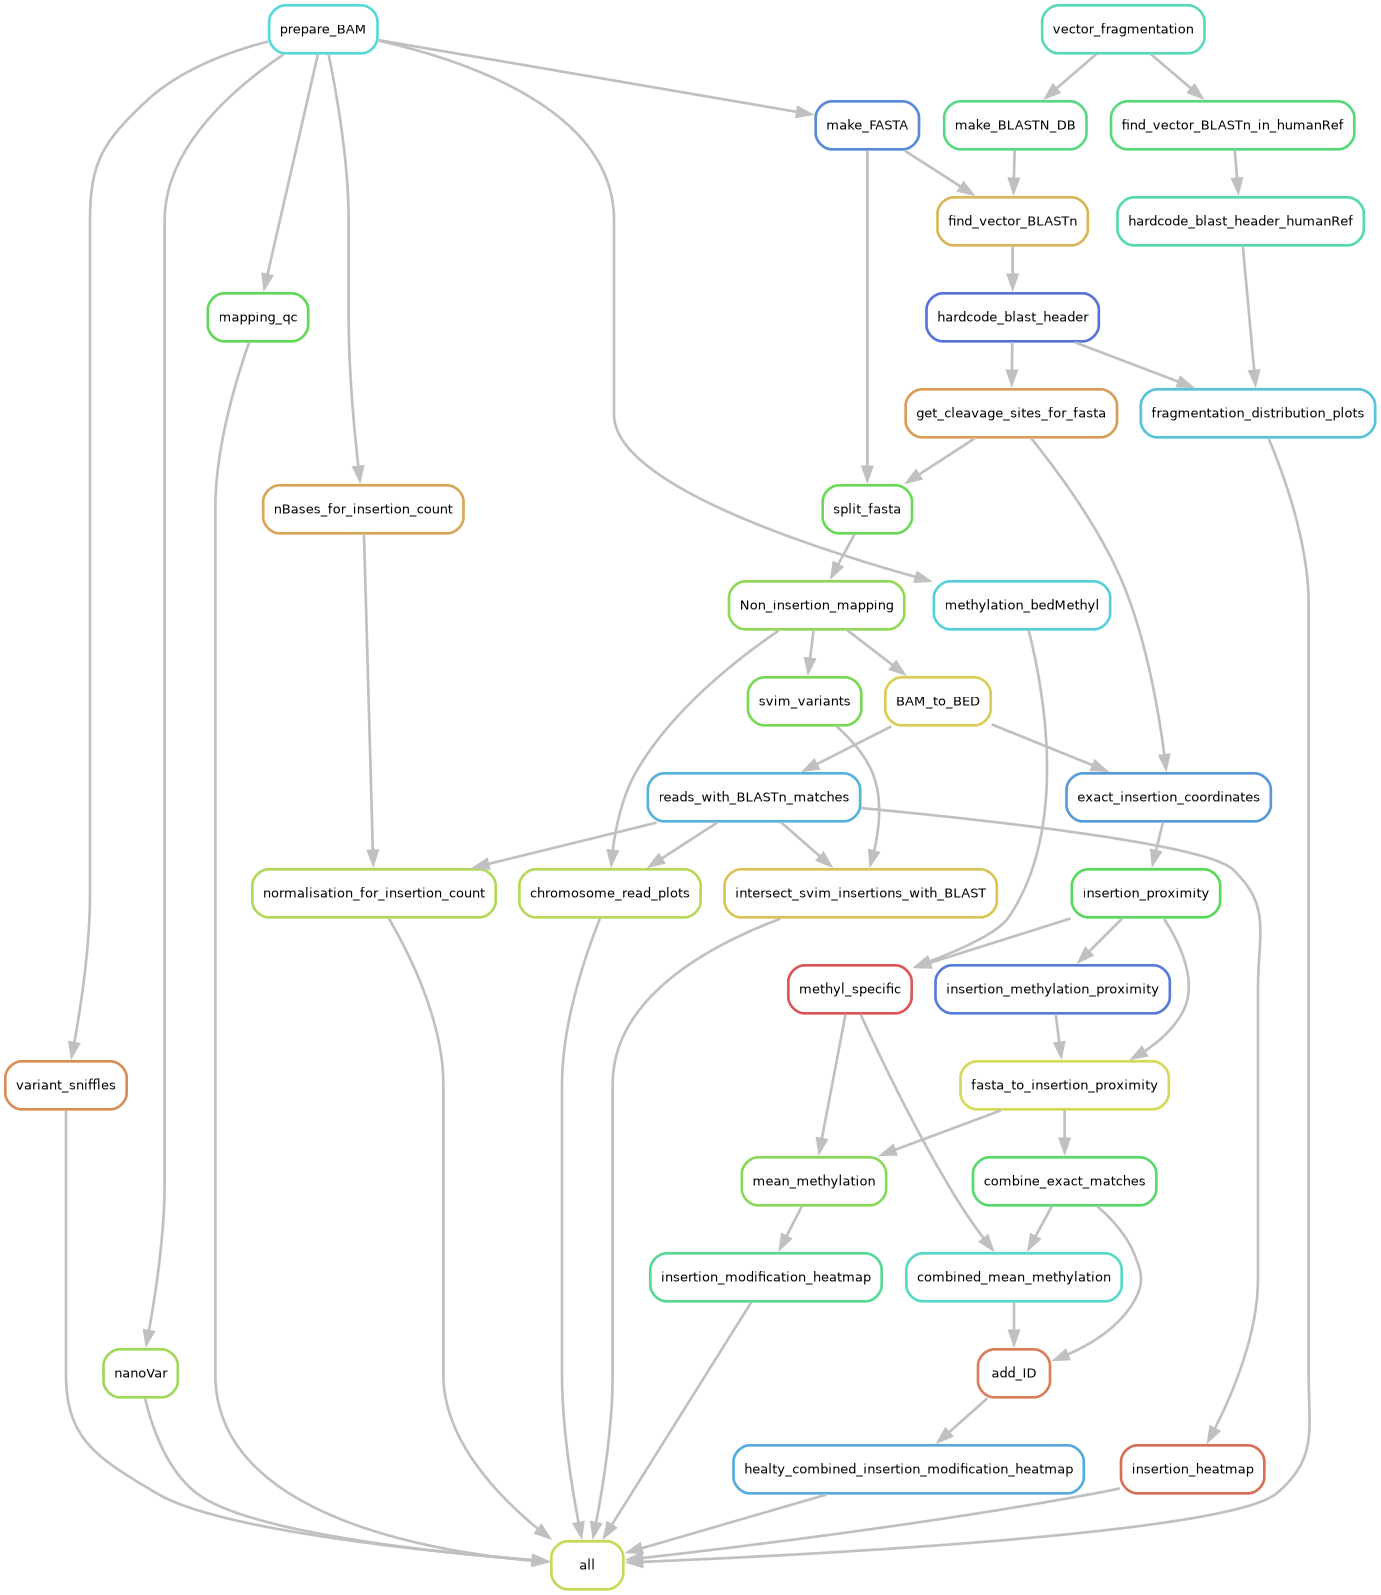 prepare_BAM
vector_fragmentation
make_FASTA
make_BLASTN_DB
find_vector_BLASTn_in_humanRef
find_vector_BLASTn
hardcode_blast_header_humanRef
mapping_qc
hardcode_blast_header
get_cleavage_sites_for_fasta
fragmentation_distribution_plots
nBases_for_insertion_count
split_fasta
Non_insertion_mapping
methylation_bedMethyl
svim_variants
BAM_to_BED
reads_with_BLASTn_matches
exact_insertion_coordinates
normalisation_for_insertion_count
chromosome_read_plots
intersect_svim_insertions_with_BLAST
insertion_proximity
methyl_specific
insertion_methylation_proximity
variant_sniffles
fasta_to_insertion_proximity
mean_methylation
combine_exact_matches
insertion_modification_heatmap
combined_mean_methylation
nanoVar
add_ID
healty_combined_insertion_modification_heatmap
insertion_heatmap
all